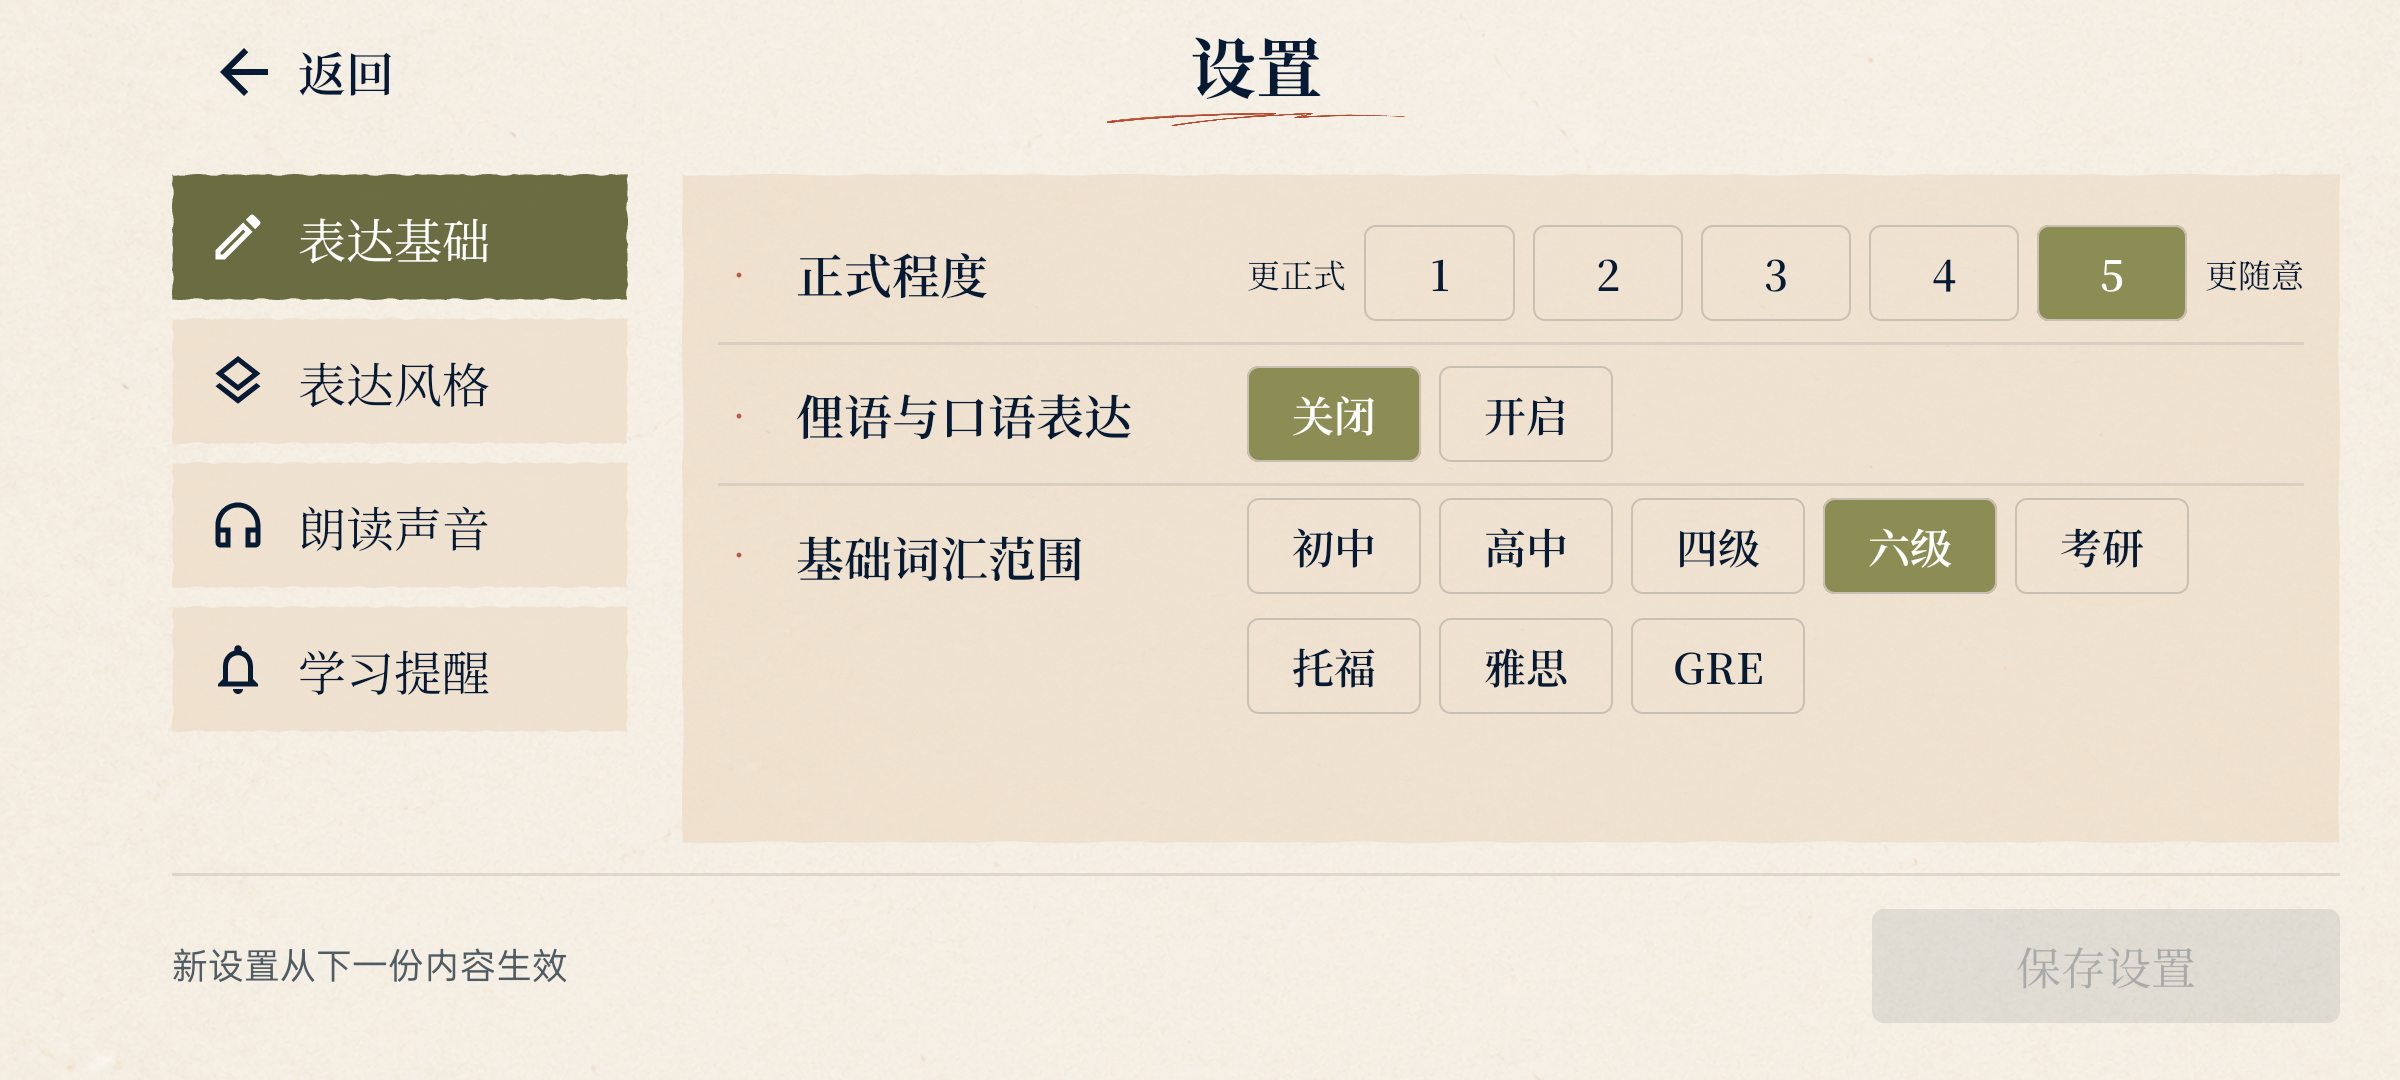 返回
设置
表达基础
表达风格
朗读声音
学习提醒
正式程度 更正式 1 2 3 4 5 更随意
俚语与口语表达 关闭 开启
基础词汇范围 初中 高中 四级 六级 考研
托福 雅思 GRE
新设置从下一份内容生效
保存设置